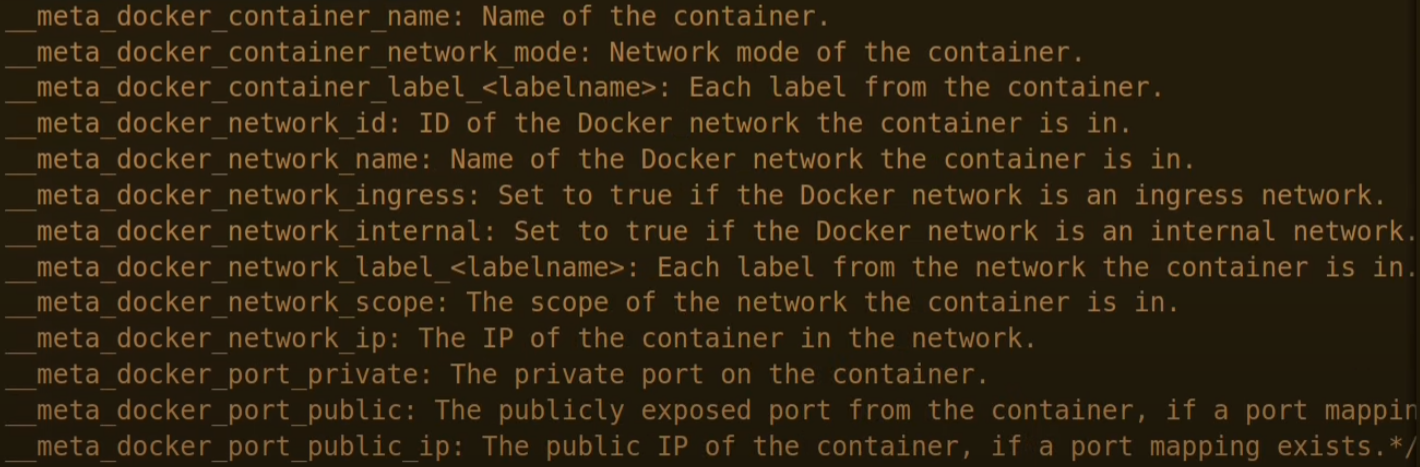 __meta_docker_container_name: Name of the container.
__meta_docker_container_network_mode: Network mode of the container.
__meta_docker_container_label_<labelname>: Each label from the container.
__meta_docker_network_id: ID of the Docker network the container is in.
__meta_docker_network_name: Name of the Docker network the container is in.
__meta_docker_network_ingress: Set to true if the Docker network is an ingress network.
__meta_docker_network_internal: Set to true if the Docker network is an internal network.
__meta_docker_network_label_<labelname>: Each label from the network the container is in.
__meta_docker_network_scope: The scope of the network the container is in.
__meta_docker_network_ip: The IP of the container in the network.
__meta_docker_port_private: The private port on the container.
__meta_docker_port_public: The publicly exposed port from the container, if a port mappin
__meta_docker_port_public_ip: The public IP of the container, if a port mapping exists.*/